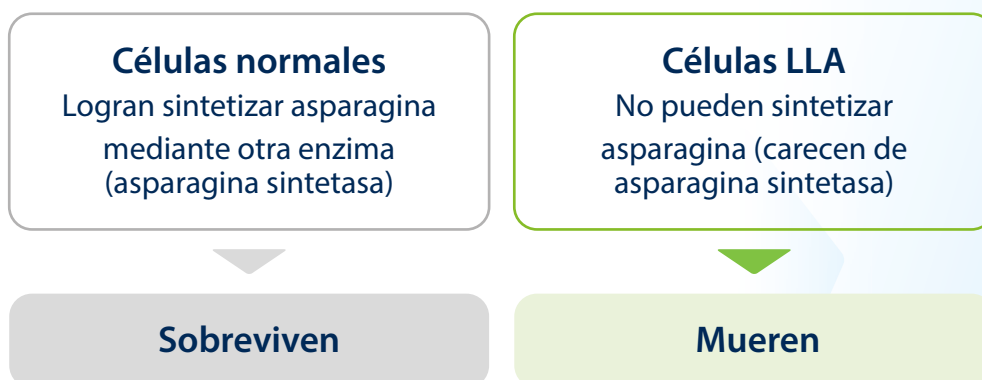 Células normales
Logran sintetizar asparagina
mediante otra enzima
(asparagina sintetasa)
Sobreviven
Células LLA
No pueden sintetizar
asparagina (carecen de
asparagina sintetasa)
Mueren